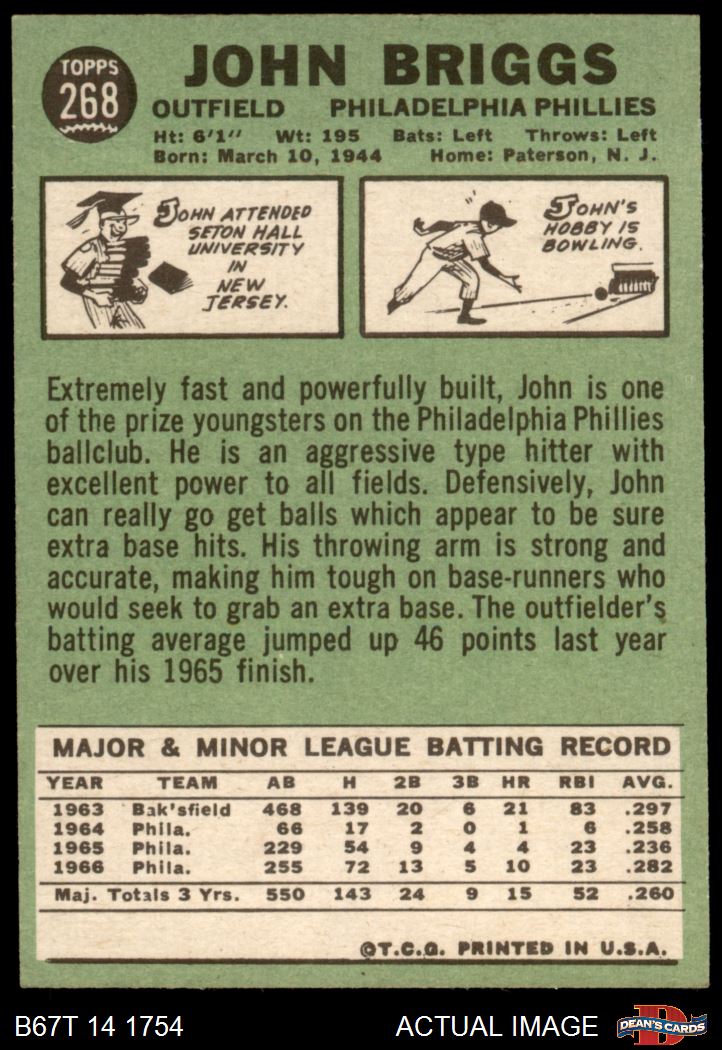 TOPPS
268
JOHN BRIGGS
OUTFIELD PHILADELPHIA PHILLIES
Ht: 6'1" Wt: 195 Bats: Left Throws: Left
Born: March 10, 1944 Home: Paterson, N. J.
JOHN ATTENDED
SETON HALL
UNIVERSITY
IN
NEW
JERSEY.
JOHN'S
HOBBY IS
BOWLING.
Extremely fast and powerfully built, John is one
of the prize youngsters on the Philadelphia Phillies
ballclub. He is an aggressive type hitter with
excellent power to all fields. Defensively, John
can really go get balls which appear to be sure
extra base hits. His throwing arm is strong and
accurate, making him tough on base-runners who
would seek to grab an extra base. The outfielder's
batting average jumped up 46 points last year
over his 1965 finish.
MAJOR & MINOR LEAGUE BATTING RECORD
YEAR TEAM AB H 2B 3B HR RBI AVG.
1963 Bak'sfield 468 139 20 6 21 83 .297
1964 Phila. 66 17 2 0 1 6 .258
1965 Phila. 229 54 9 4 4 23 .236
1966 Phila. 255 72 13 5 10 23 .282
Maj. Totals 3 Yrs. 550 143 24 9 15 52 .260
©T.C.G. PRINTED IN U.S.A.
B67T 14 1754 ACTUAL IMAGE DEAN'S CARDS